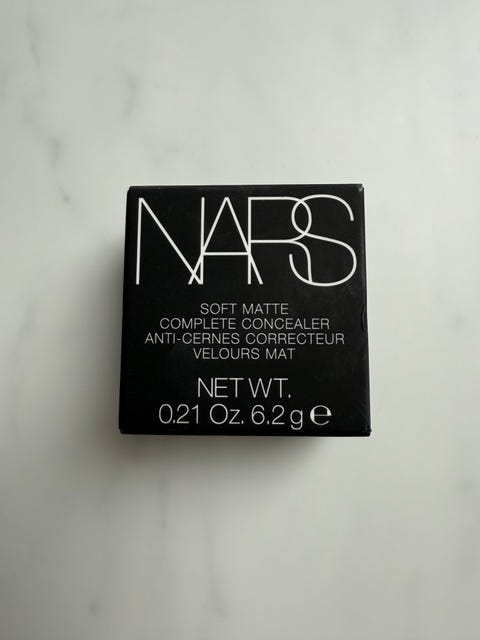 NARS
SOFT MATTE
COMPLETE CONCEALER
ANTI-CERNES CORRECTEUR
VELOURS MAT
NET WT.
0.21 Oz. 6.2 g ℮